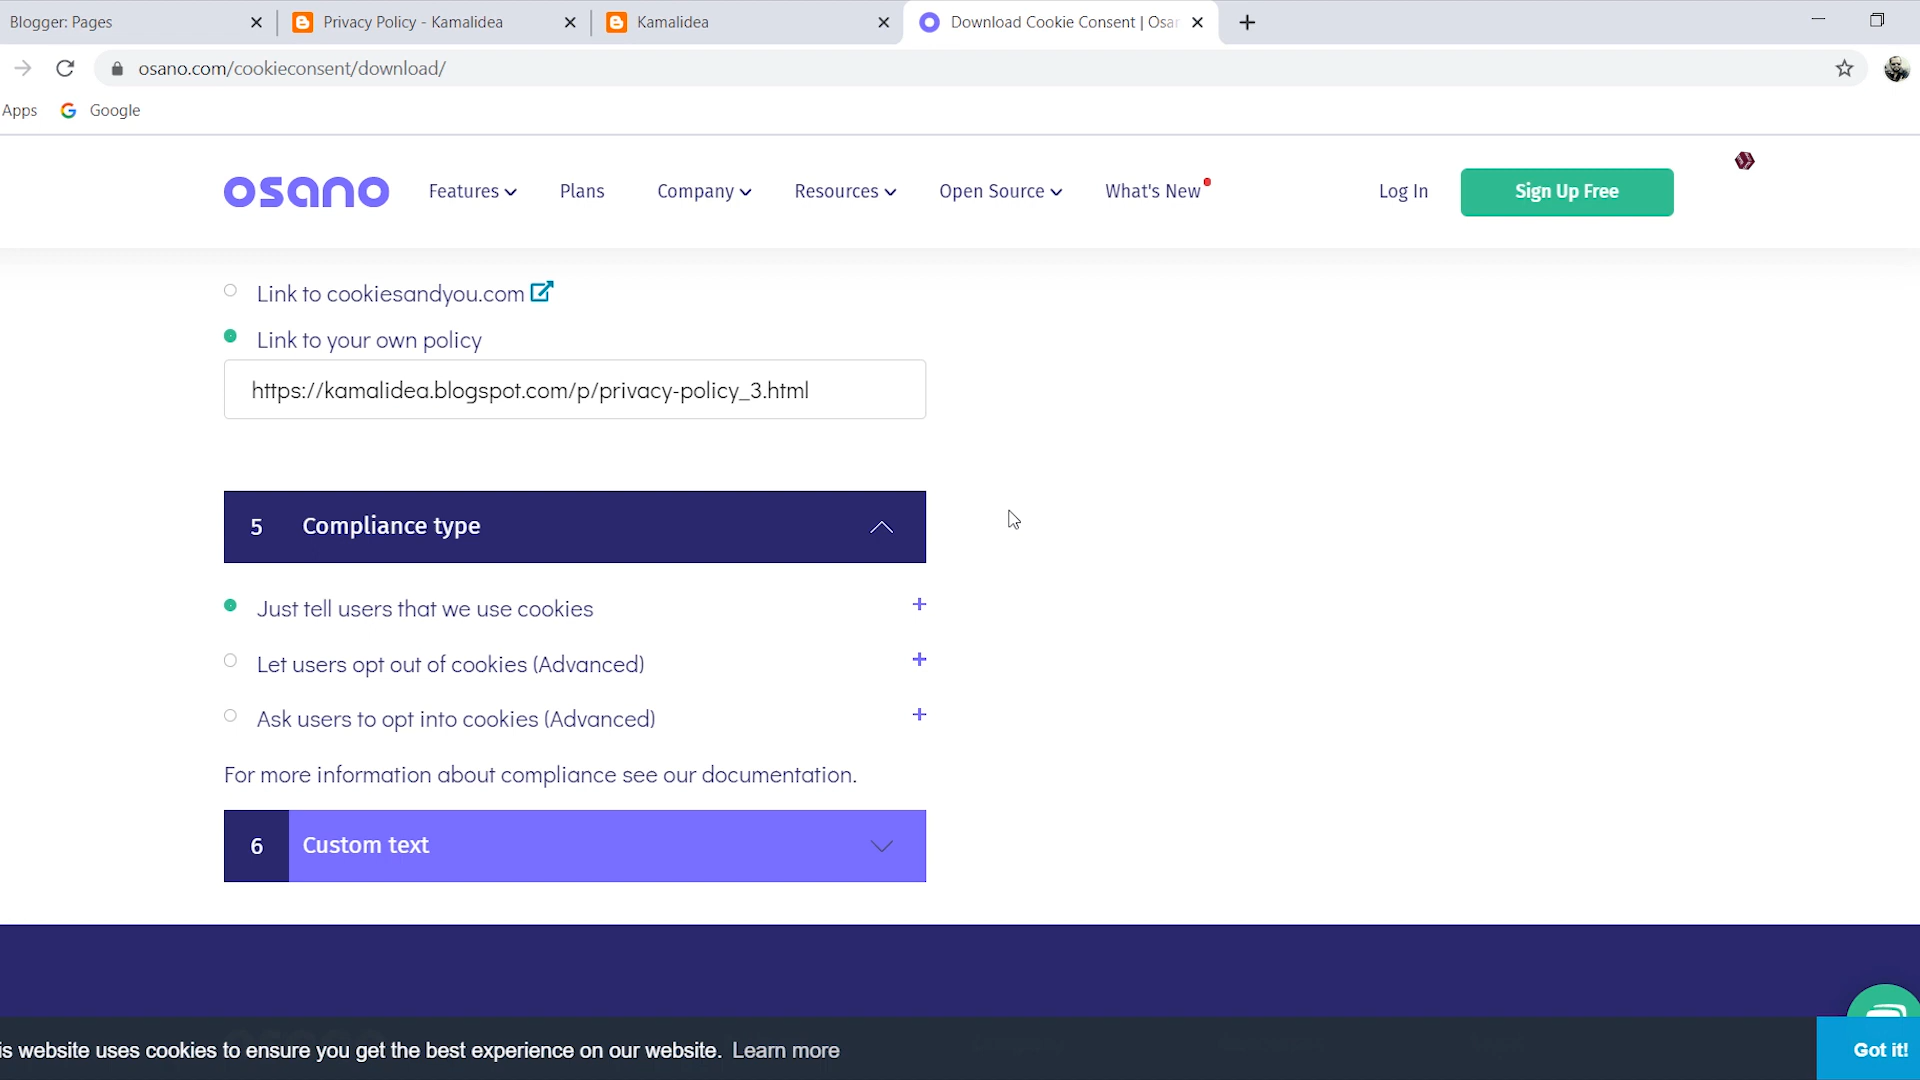 Blogger: Pages
Privacy Policy - Kamalidea
Kamalidea
Download Cookie Consent | Osan
osano.com/cookieconsent/download/
Apps
Google
osano
Features
Plans
Company
Resources
Open Source
What's New
Log In
Sign Up Free
Link to cookiesandyou.com
Link to your own policy
https://kamalidea.blogspot.com/p/privacy-policy_3.html
5 Compliance type
Just tell users that we use cookies
Let users opt out of cookies (Advanced)
Ask users to opt into cookies (Advanced)
For more information about compliance see our documentation.
6 Custom text
is website uses cookies to ensure you get the best experience on our website. Learn more
Got it!